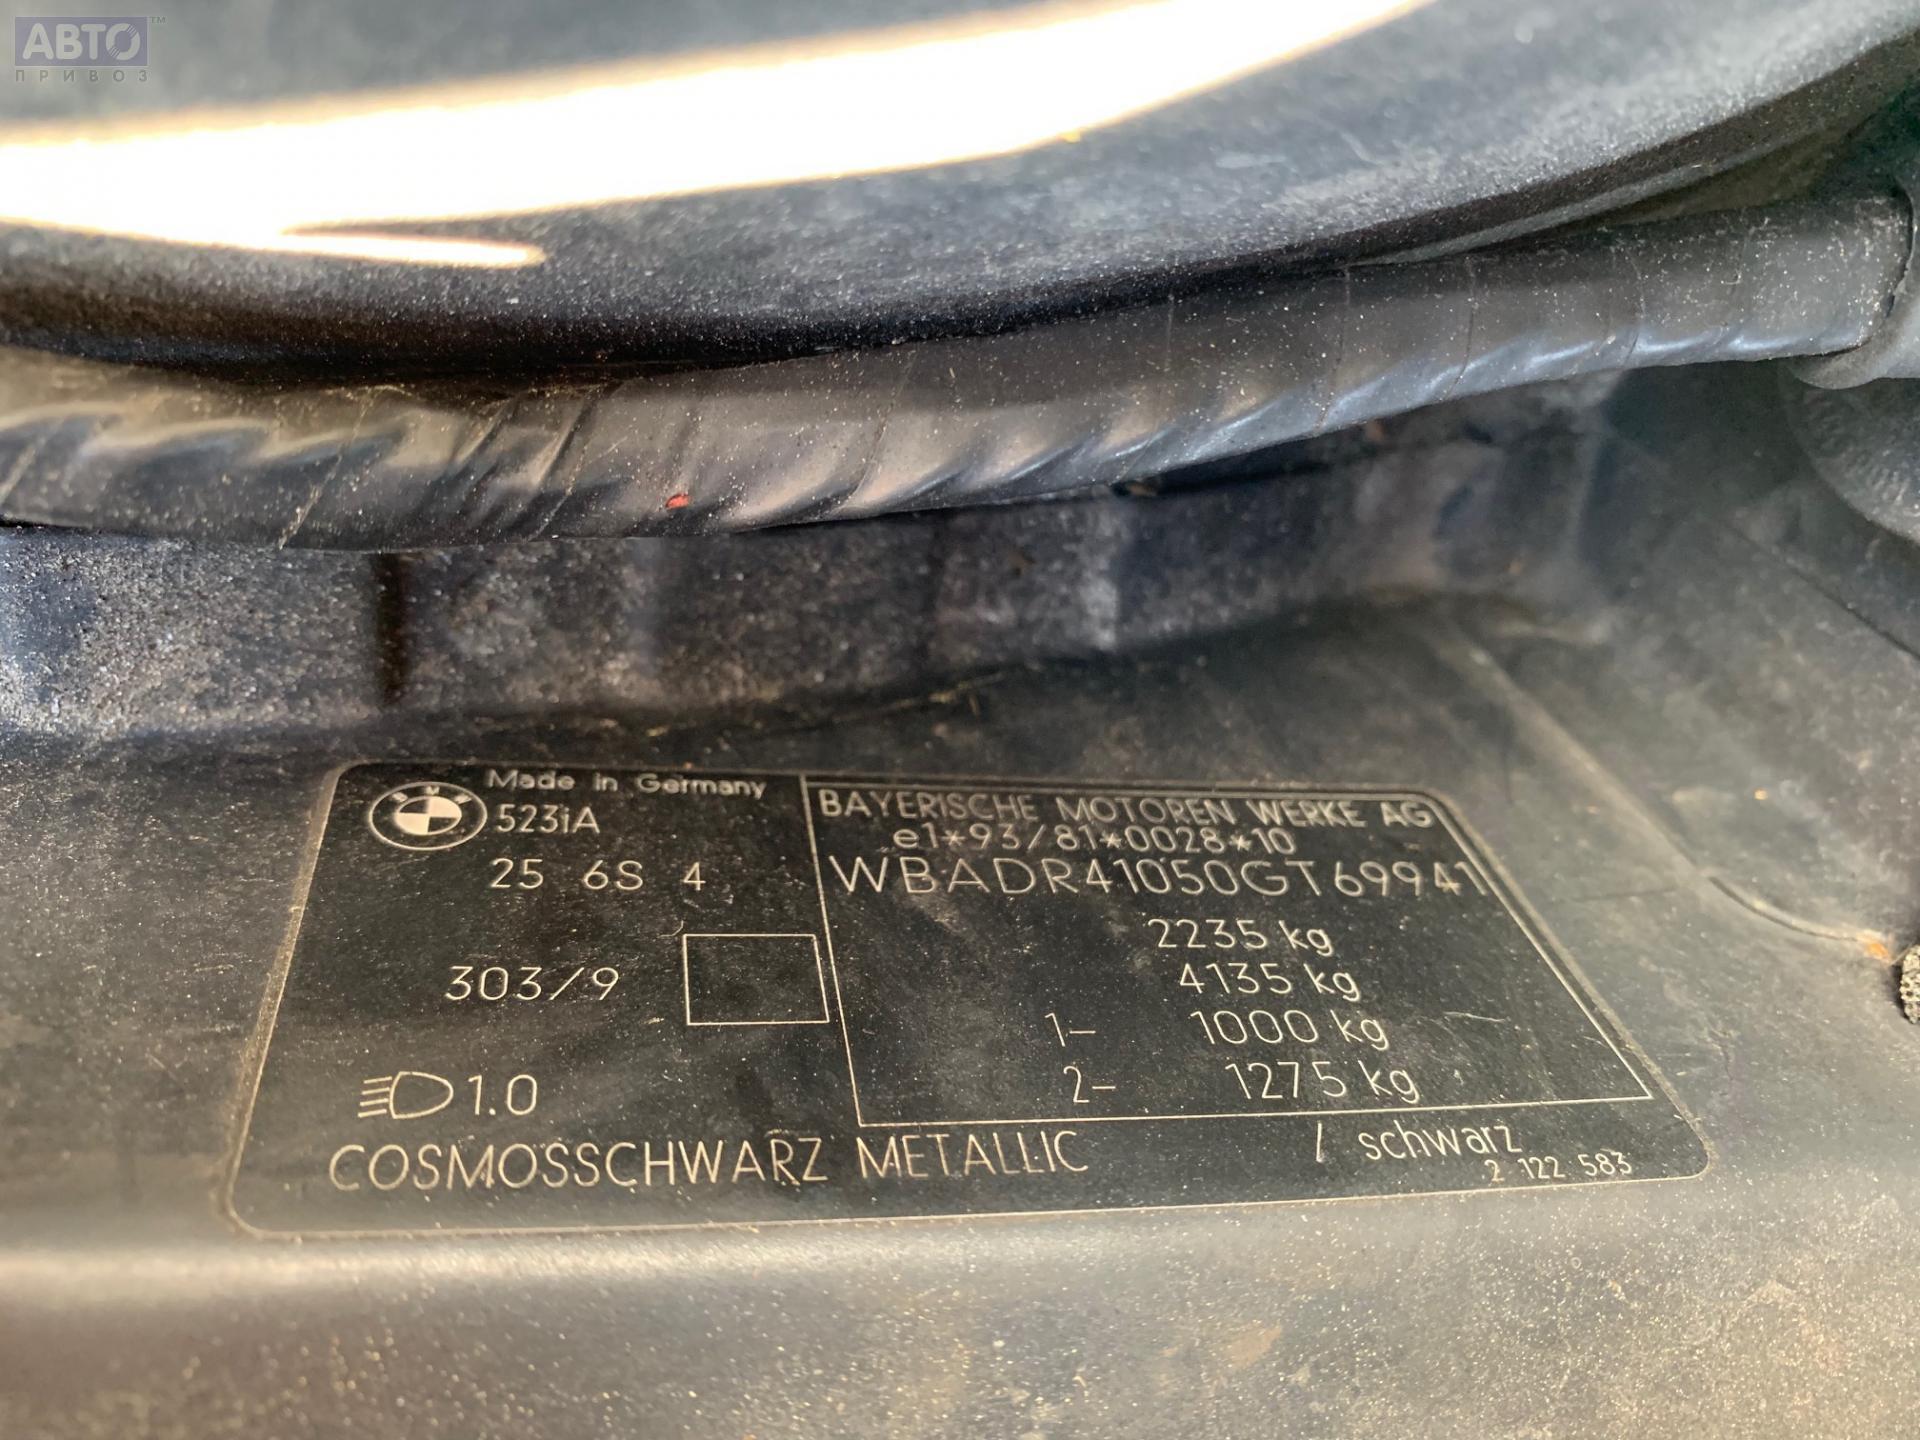 АВТО™
ПРИВОЗ
Made in Germany
BMW
523iA
25 6S 4
303/9
1.0
COSMOSSCHWARZ METALLIC / schwarz
2 122 583
BAYERISCHE MOTOREN WERKE AG
e1*93/81*0028*10
WBADR41050GT69941
2235 kg
4135 kg
1- 1000 kg
2- 1275 kg